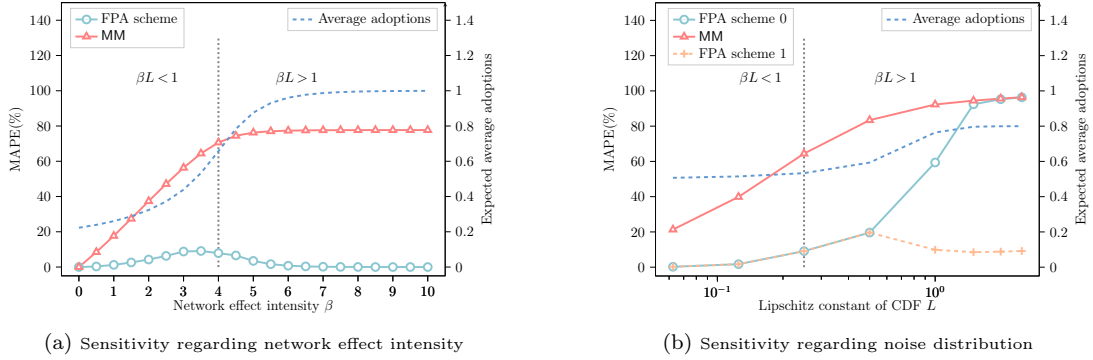 FPA scheme
MM
Average adoptions
βL < 1
βL > 1
MAPE(%)
140
120
100
80
60
40
20
0
1.4
1.2
1
0.8
0.6
0.4
0.2
0
Expected average adoptions
0 1 2 3 4 5 6 7 8 9 10
Network effect intensity β
(a) Sensitivity regarding network effect intensity
FPA scheme 0
MM
FPA scheme 1
Average adoptions
βL < 1
βL > 1
MAPE(%)
140
120
100
80
60
40
20
0
1.4
1.2
1
0.8
0.6
0.4
0.2
0
Expected average adoptions
10⁻¹ 10⁰
Lipschitz constant of CDF L
(b) Sensitivity regarding noise distribution